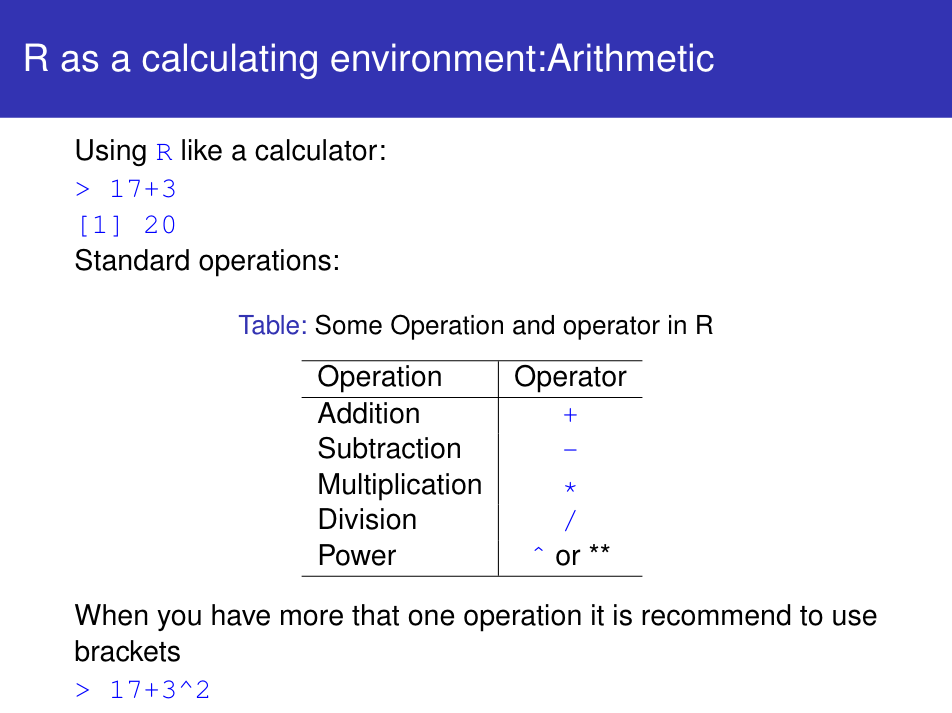 R as a calculating environment:Arithmetic
Using R like a calculator:
> 17+3
[1] 20
Standard operations:
Table: Some Operation and operator in R
Operation Operator
Addition +
Subtraction -
Multiplication *
Division /
Power ^ or **
When you have more that one operation it is recommend to use
brackets
> 17+3^2